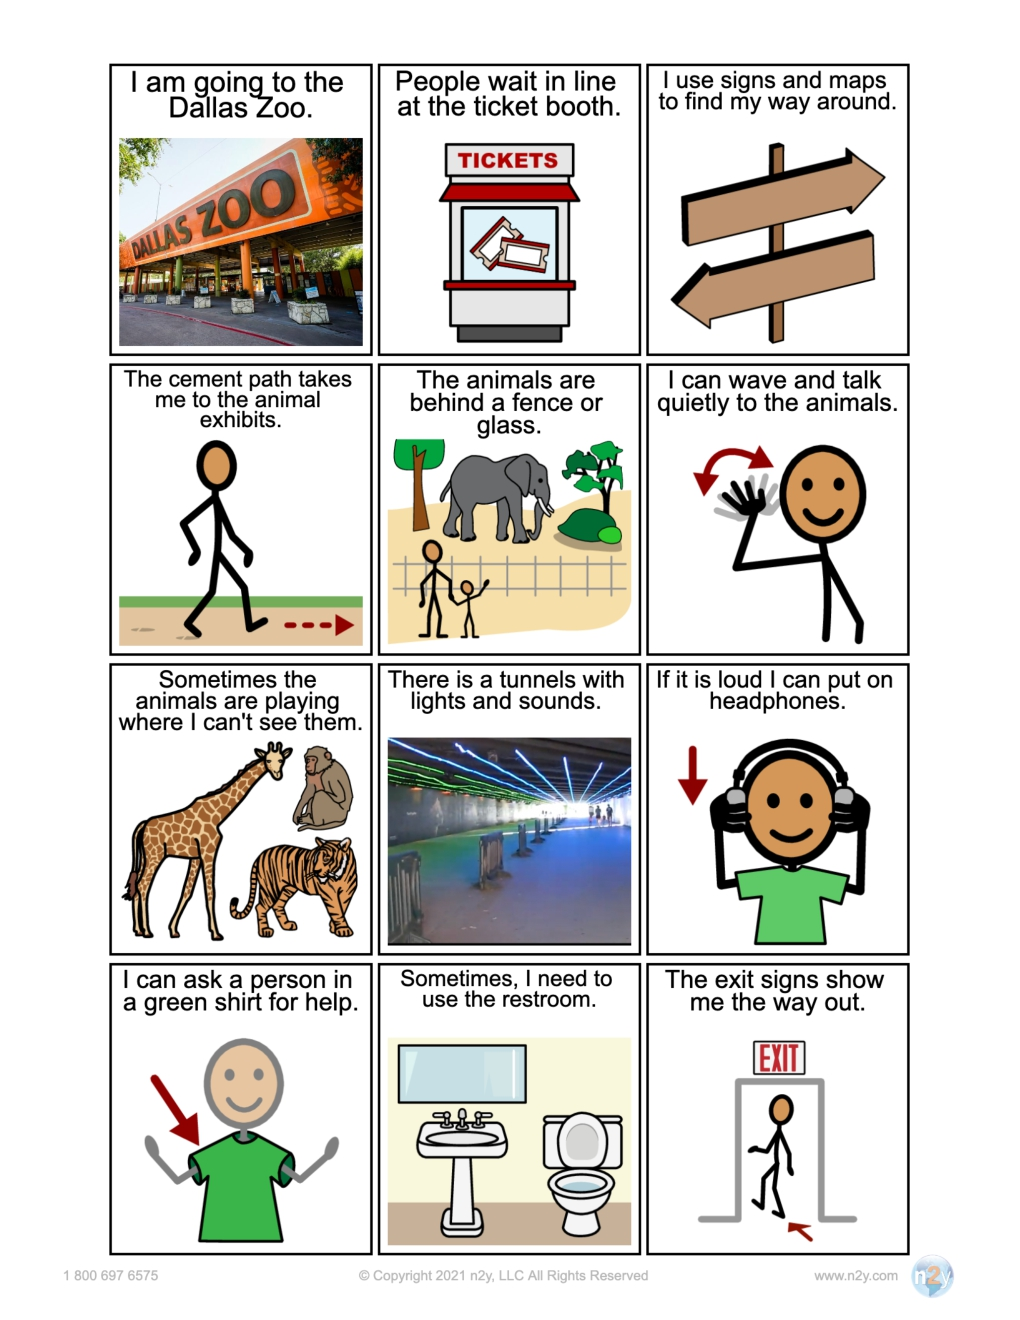 I am going to the
Dallas Zoo.
DALLAS ZOO
People wait in line
at the ticket booth.
TICKETS
I use signs and maps
to find my way around.
The cement path takes
me to the animal
exhibits.
The animals are
behind a fence or
glass.
I can wave and talk
quietly to the animals.
Sometimes the
animals are playing
where I can't see them.
There is a tunnels with
lights and sounds.
If it is loud I can put on
headphones.
I can ask a person in
a green shirt for help.
Sometimes, I need to
use the restroom.
The exit signs show
me the way out.
EXIT
1 800 697 6575
© Copyright 2021 n2y, LLC All Rights Reserved
www.n2y.com
n2y